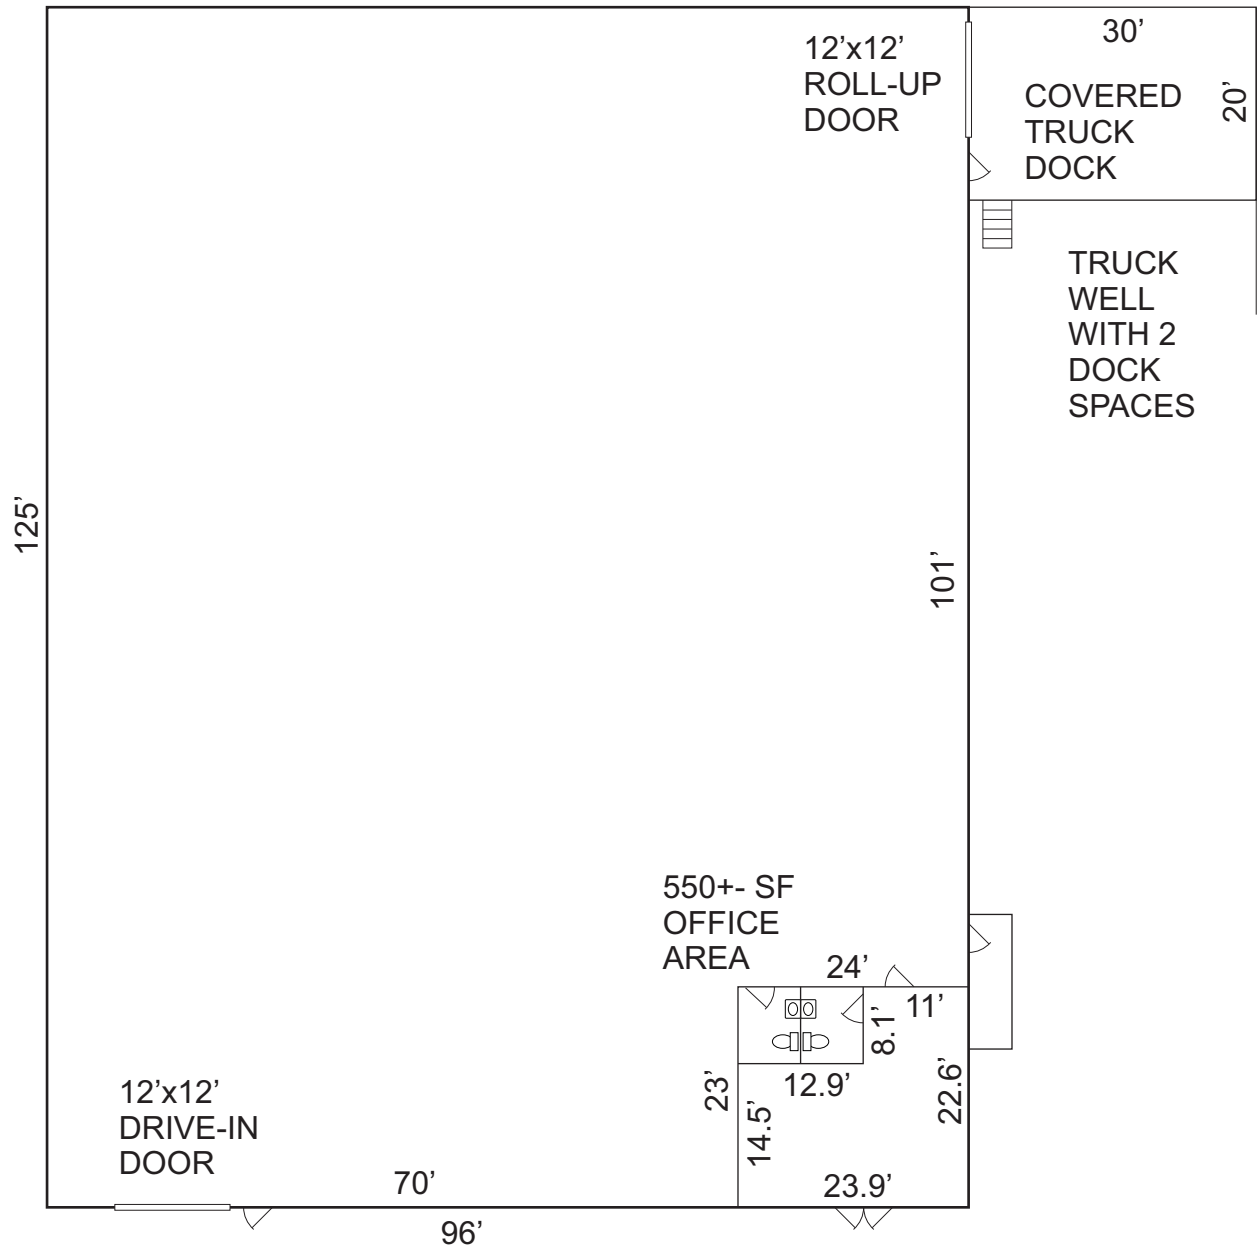 12’x12’
ROLL-UP
DOOR
30’
COVERED
TRUCK
DOCK
20’
TRUCK
WELL
WITH 2
DOCK
SPACES
125’
101’
550+- SF
OFFICE
AREA
24’
11’
8.1’
12.9’
23’
14.5’
22.6’
12’x12’
DRIVE-IN
DOOR
70’
23.9’
96’